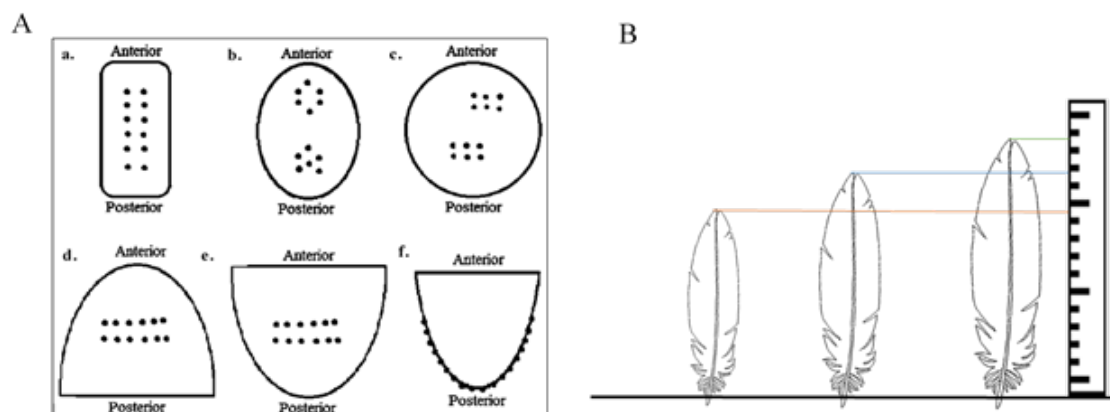 A
B
a. Anterior b. Anterior c. Anterior
Posterior Posterior Posterior
d. Anterior e. Anterior f. Anterior
Posterior Posterior Posterior